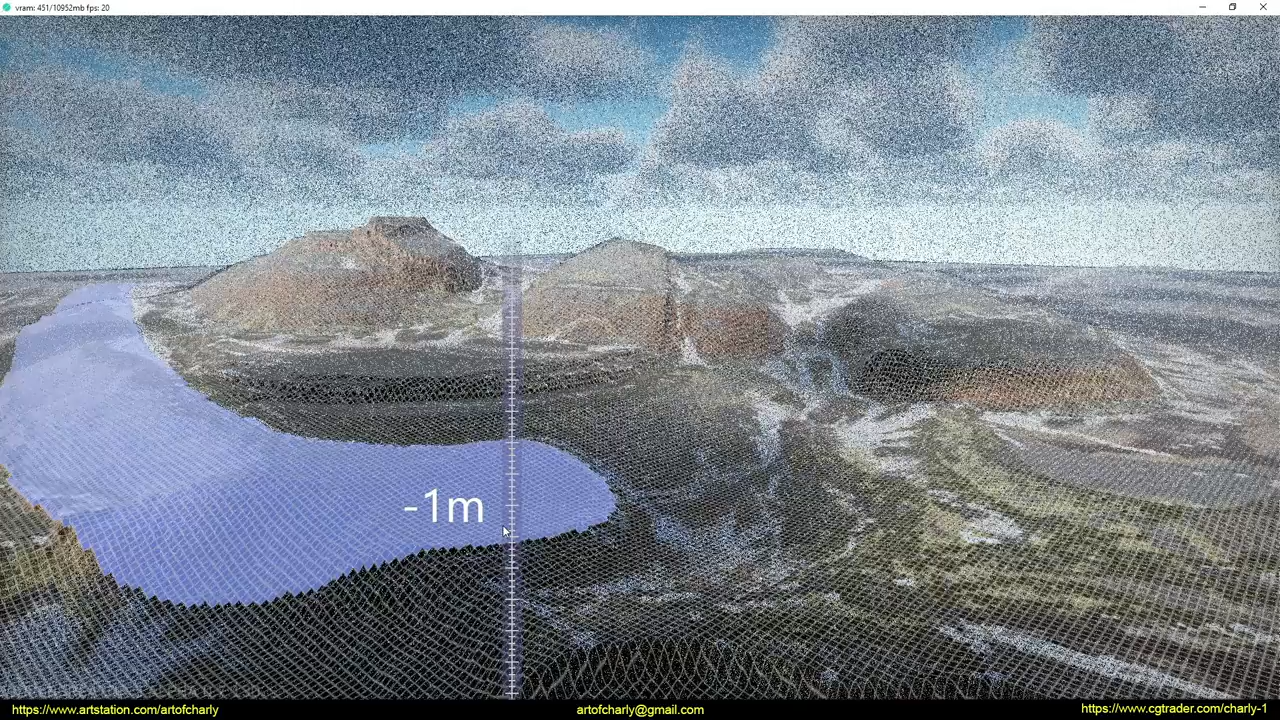 vram: 451/10952mb fps: 20
-1m
https://www.artstation.com/artofcharly
artofcharly@gmail.com
https://www.cgtrader.com/charly-1